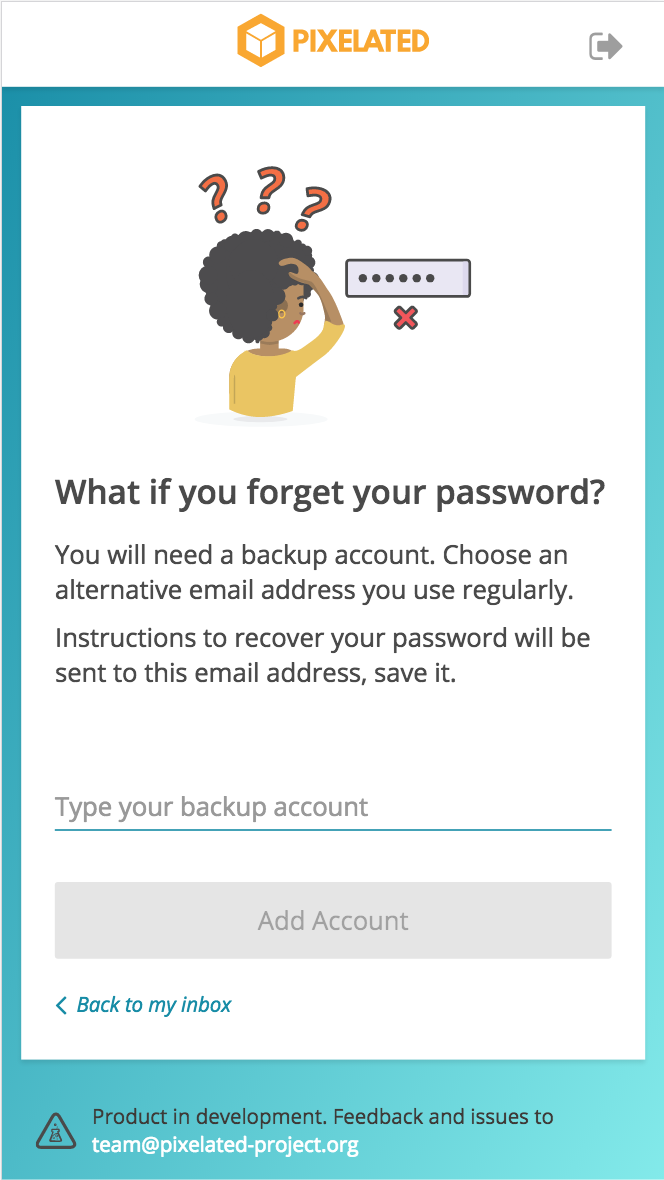 PIXELATED
What if you forget your password?
You will need a backup account. Choose an
alternative email address you use regularly.
Instructions to recover your password will be
sent to this email address, save it.
Type your backup account
Add Account
Back to my inbox
Product in development. Feedback and issues to
team@pixelated-project.org